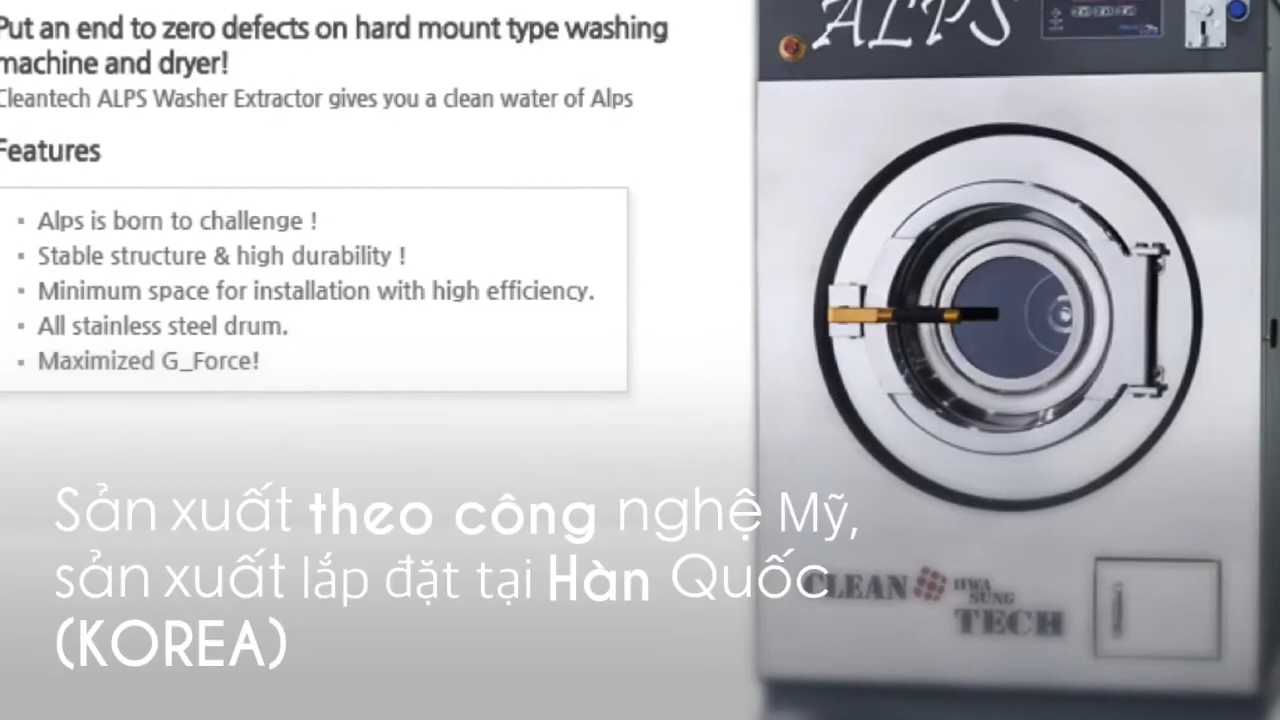 Put an end to zero defects on hard mount type washing
machine and dryer!
Cleantech ALPS Washer Extractor gives you a clean water of Alps
Features
Alps is born to challenge !
Stable structure & high durability !
Minimum space for installation with high efficiency.
All stainless steel drum.
Maximized G_Force!
ALPS
Sản xuất theo công nghệ Mỹ,
sản xuất lắp đặt tại Hàn Quốc
(KOREA)
CLEAN HWA
SUNG
TECH